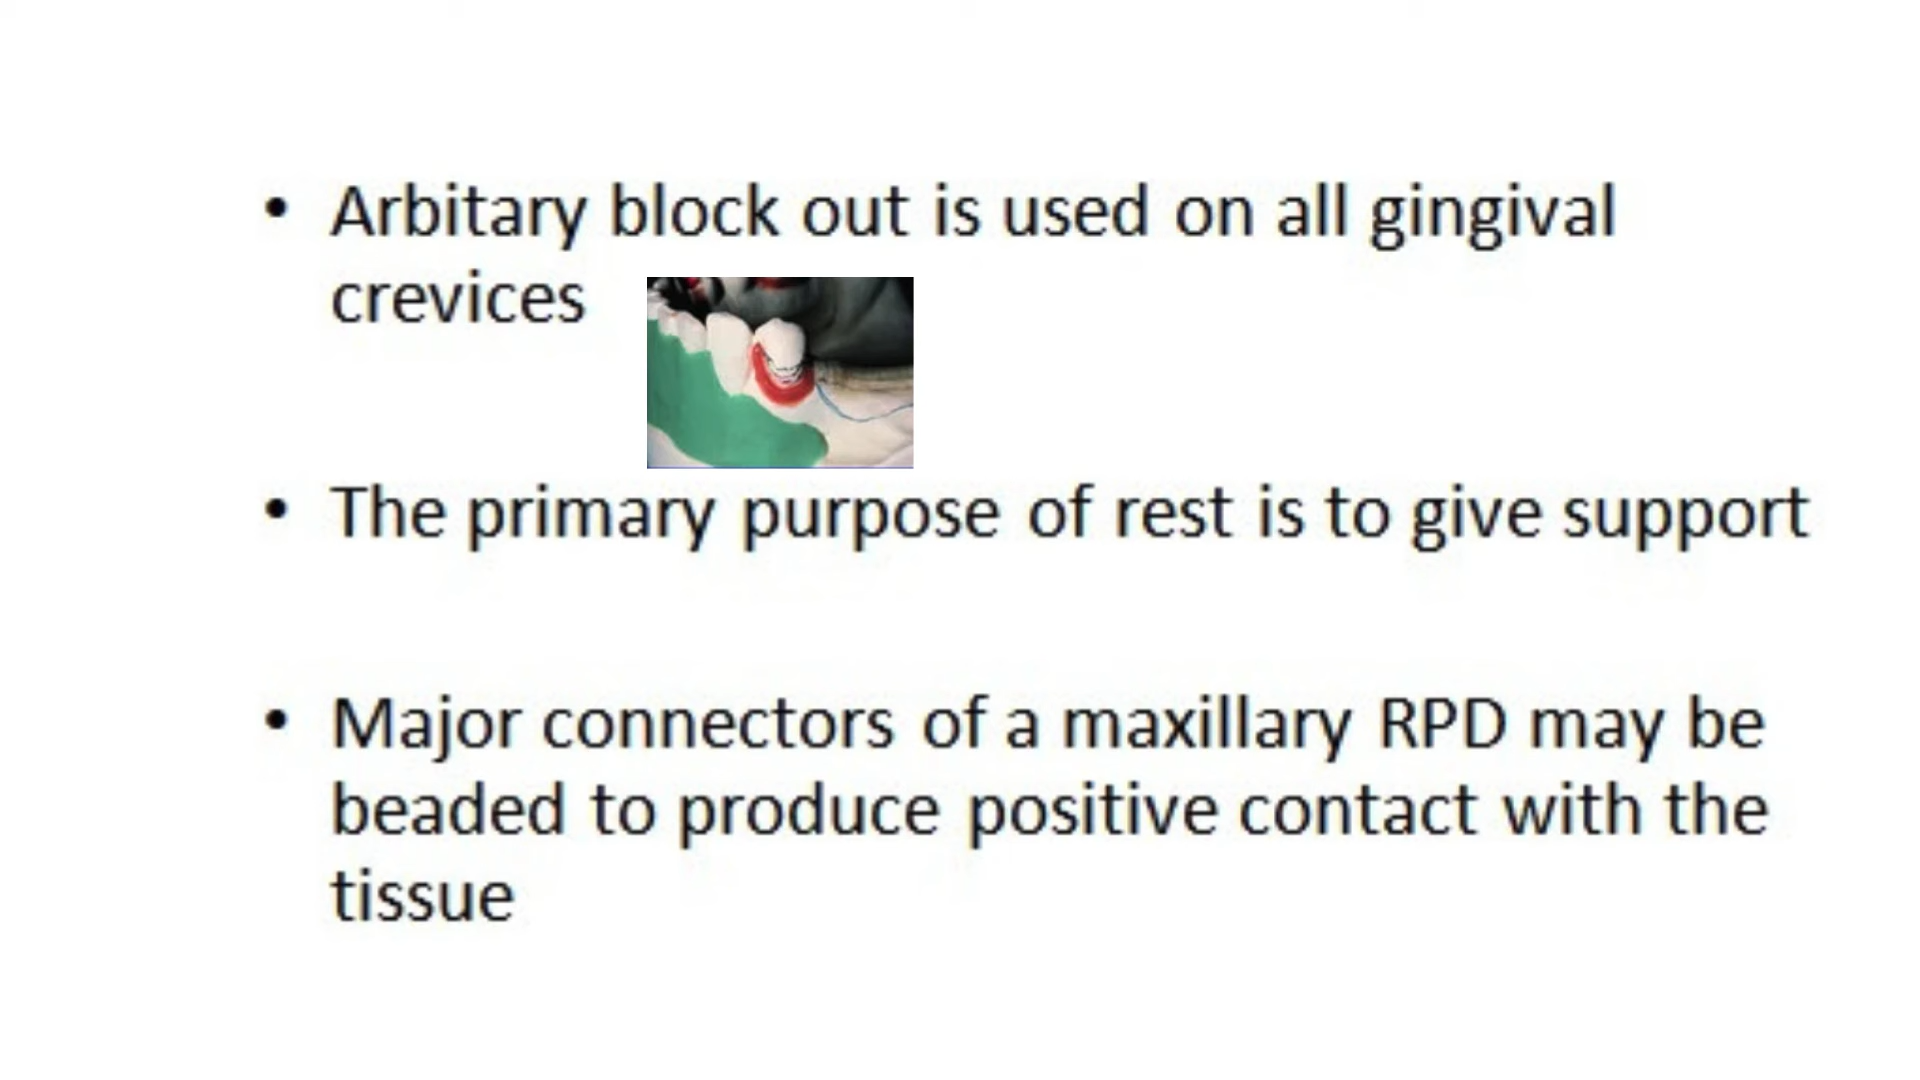 • Arbitary block out is used on all gingival
crevices
• The primary purpose of rest is to give support
• Major connectors of a maxillary RPD may be
beaded to produce positive contact with the
tissue